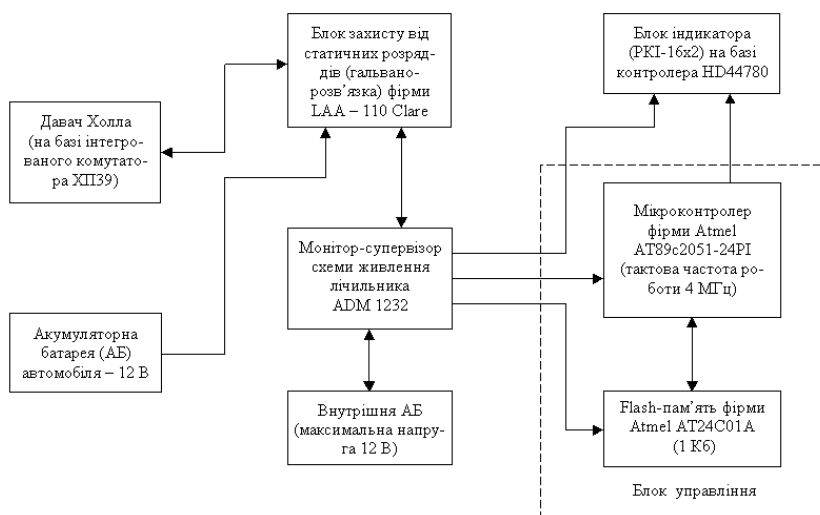 Блок захисту від
статичних розряд-
дів (гальвано-
розв’язка) фірми
LAA – 110 Clare
Блок індикатора
(РКІ-16x2) на базі
контролера HD44780
Давач Холла
(на базі інтегро-
ваного комутато-
ра ХП39)
Мікроконтролер
фірми Atmel
AT89c2051-24PI
(тактова частота ро-
боти 4 МГц)
Монітор-супервізор
схеми живлення
лічильника
ADM 1232
Акумуляторна
батарея (АБ)
автомобіля – 12 В
Внутрішня АБ
(максимальна напру-
га 12 В)
Flash-пам’ять фірми
Atmel AT24C01A
(1 Кб)
Блок управління